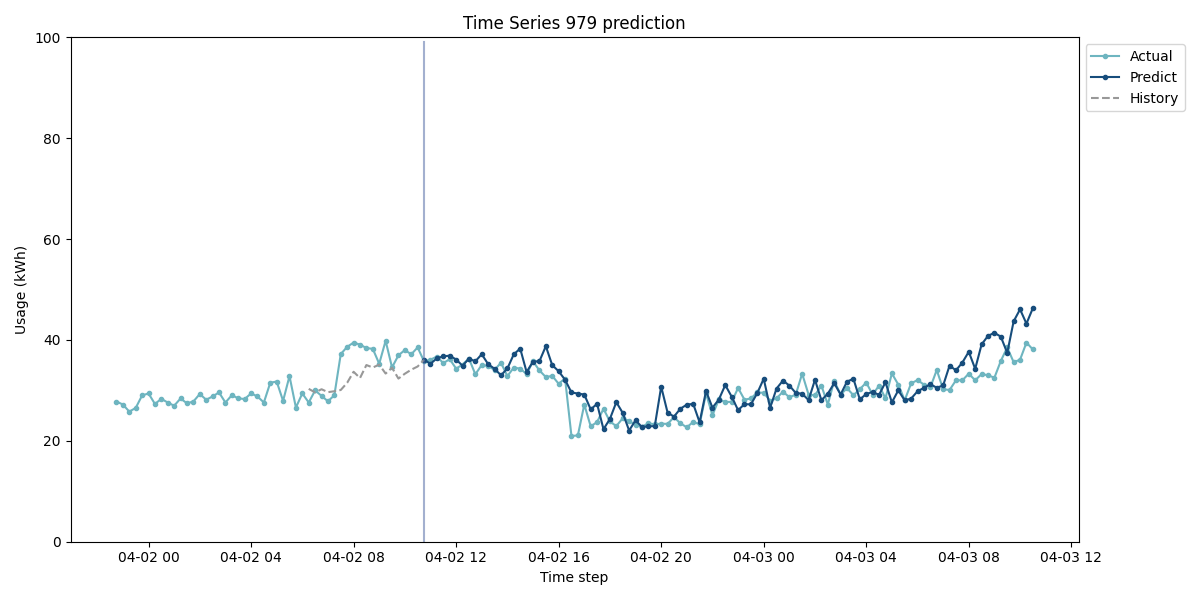 Time Series 979 prediction
100
80
60
40
20
0
Usage (kWh)
04-02 00
04-02 04
04-02 08
04-02 12
04-02 16
04-02 20
04-03 00
04-03 04
04-03 08
04-03 12
Time step
Actual
Predict
History